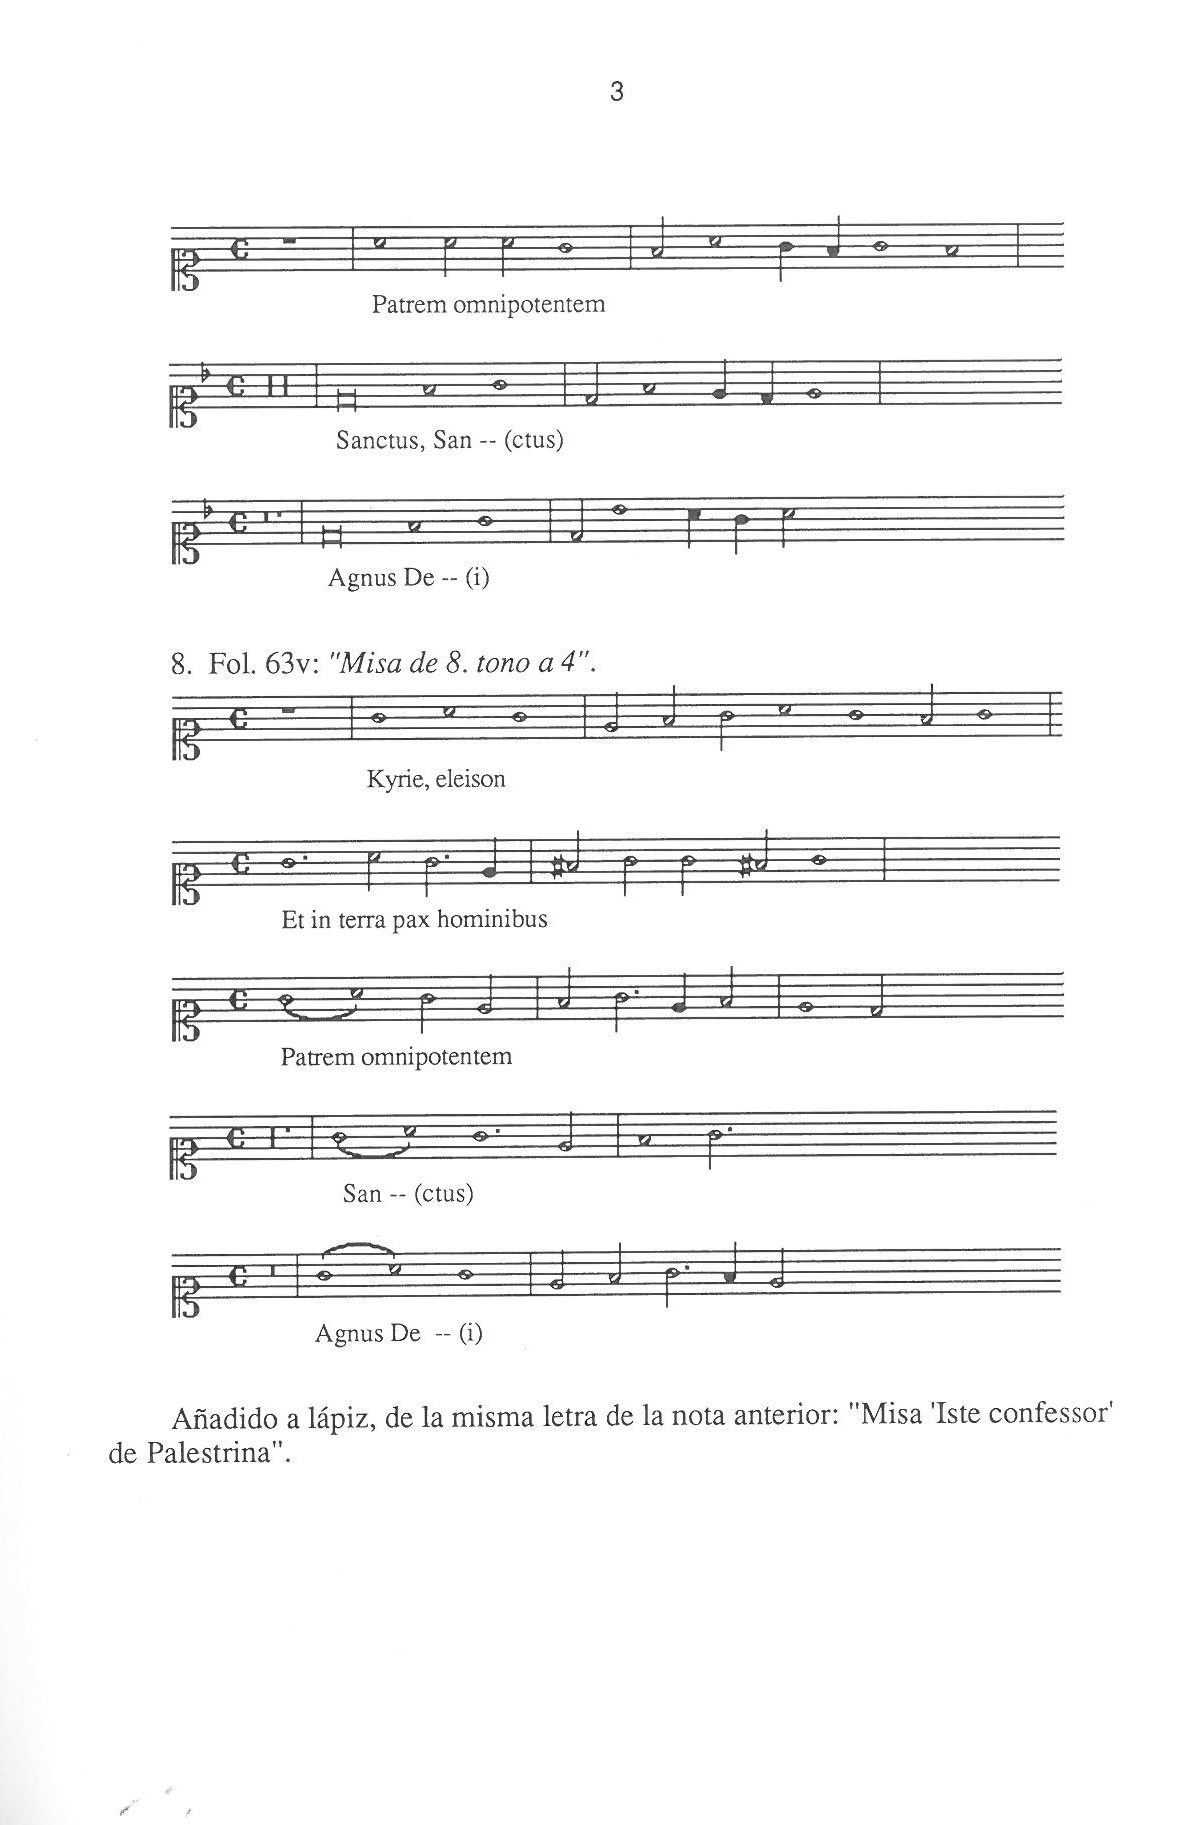 3
Patrem omnipotentem
Sanctus, San -- (ctus)
Agnus De -- (i)
8. Fol. 63v: "Misa de 8. tono a 4".
Kyrie, eleison
Et in terra pax hominibus
Patrem omnipotentem
San -- (ctus)
Agnus De -- (i)
Añadido a lápiz, de la misma letra de la nota anterior: "Misa 'Iste confessor'
de Palestrina".